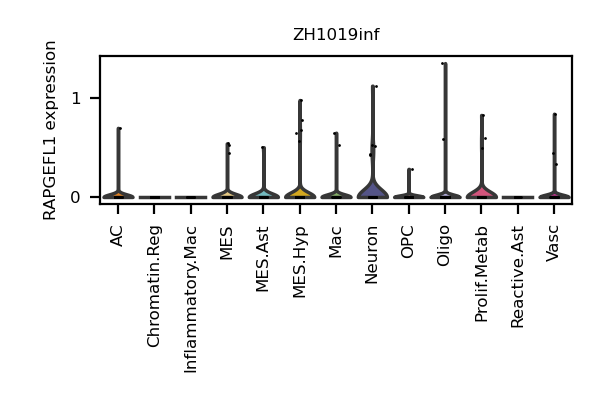 ZH1019inf
RAPGEFL1 expression
1
0
AC
Chromatin.Reg
Inflammatory.Mac
MES
MES.Ast
MES.Hyp
Mac
Neuron
OPC
Oligo
Prolif.Metab
Reactive.Ast
Vasc